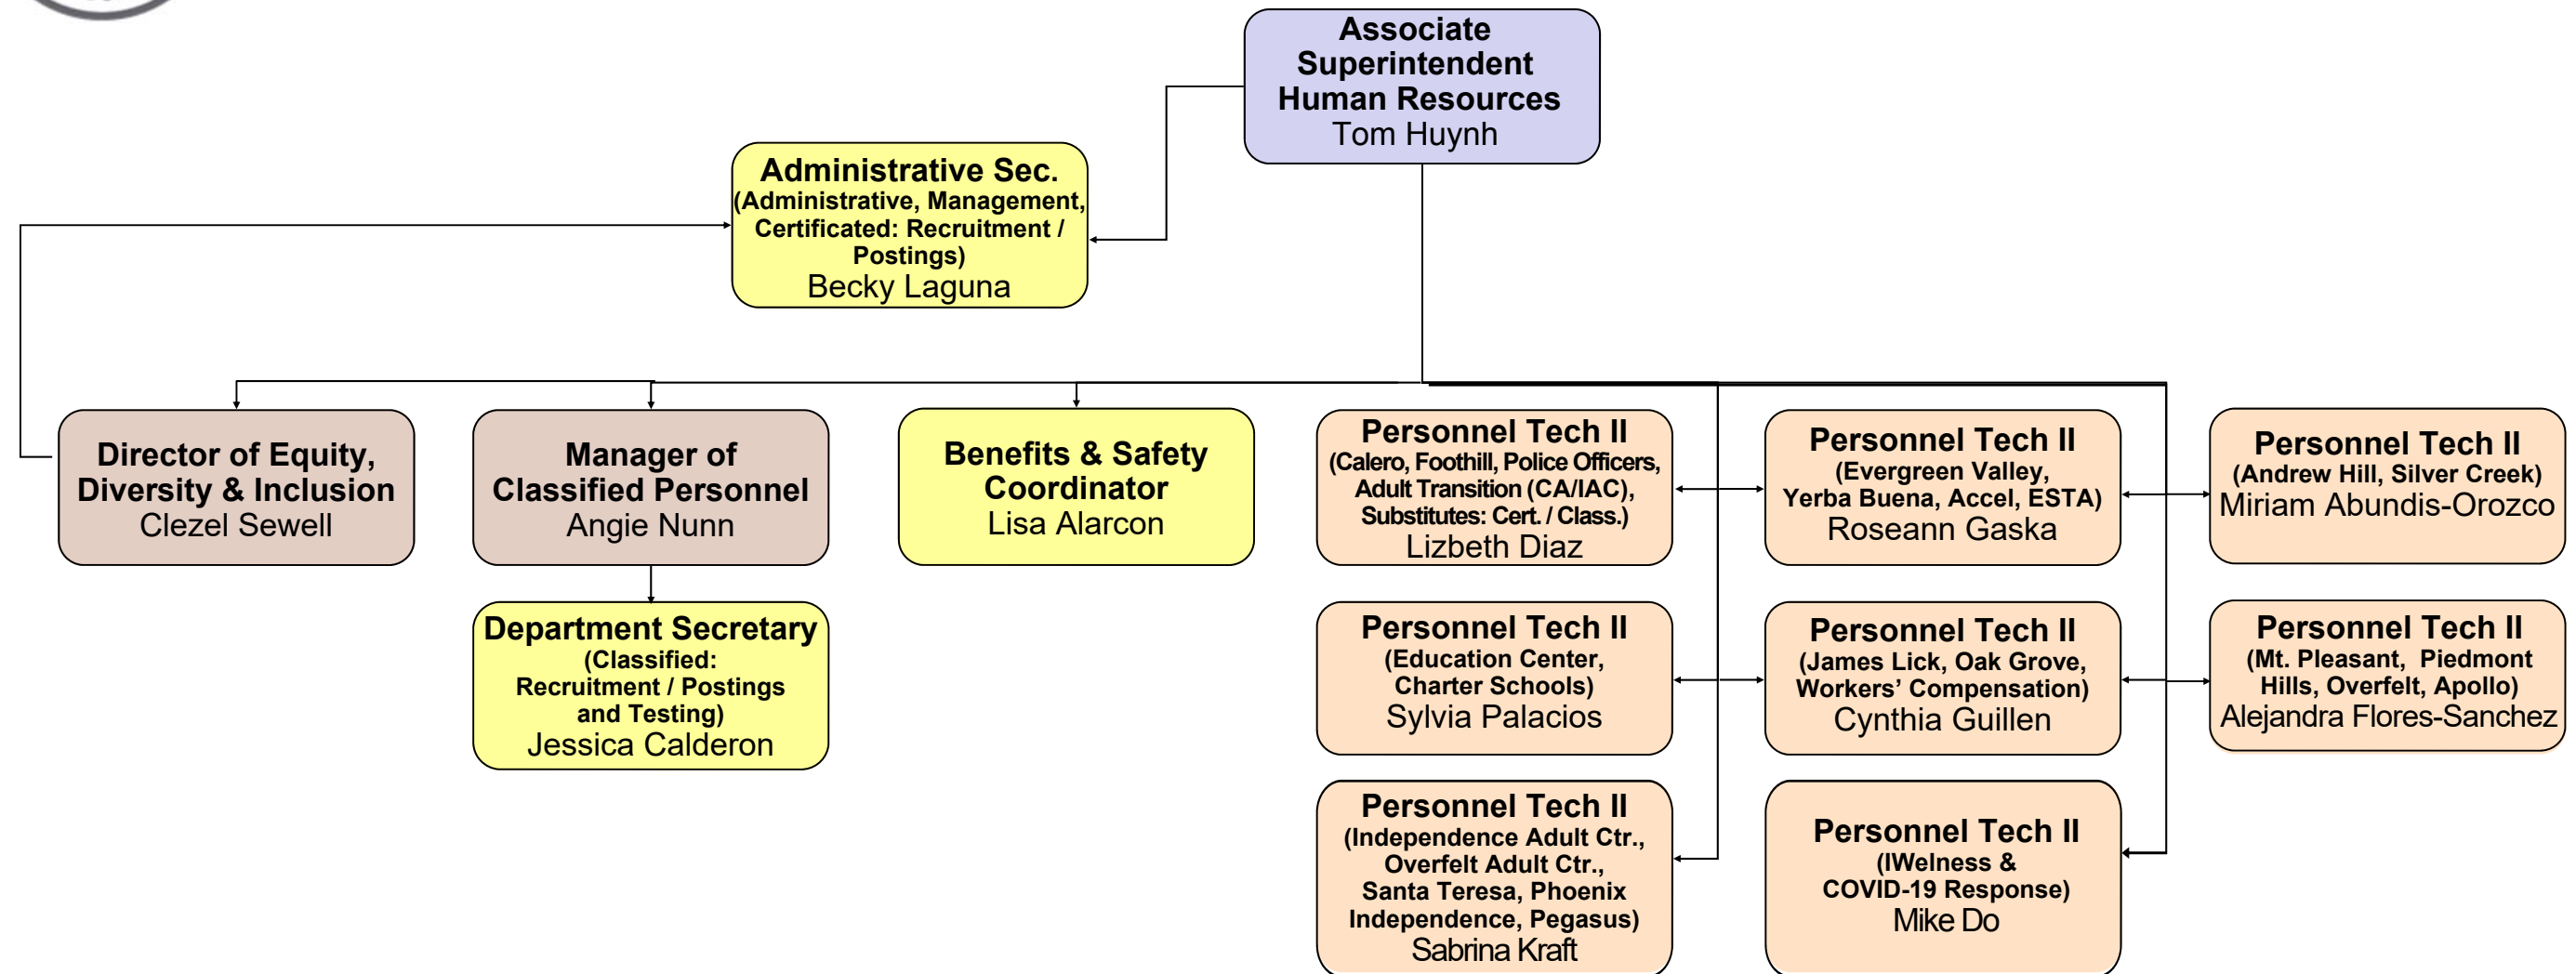 Associate
Superintendent
Human Resources
Tom Huynh
Administrative Sec.
(Administrative, Management,
Certificated: Recruitment /
Postings)
Becky Laguna
Director of Equity,
Diversity & Inclusion
Clezel Sewell
Manager of
Classified Personnel
Angie Nunn
Benefits & Safety
Coordinator
Lisa Alarcon
Personnel Tech II
(Calero, Foothill, Police Officers,
Adult Transition (CA/IAC),
Substitutes: Cert. / Class.)
Lizbeth Diaz
Personnel Tech II
(Evergreen Valley,
Yerba Buena, Accel, ESTA)
Roseann Gaska
Personnel Tech II
(Andrew Hill, Silver Creek)
Miriam Abundis-Orozco
Department Secretary
(Classified:
Recruitment / Postings
and Testing)
Jessica Calderon
Personnel Tech II
(Education Center,
Charter Schools)
Sylvia Palacios
Personnel Tech II
(James Lick, Oak Grove,
Workers’ Compensation)
Cynthia Guillen
Personnel Tech II
(Mt. Pleasant, Piedmont
Hills, Overfelt, Apollo)
Alejandra Flores-Sanchez
Personnel Tech II
(Independence Adult Ctr.,
Overfelt Adult Ctr.,
Santa Teresa, Phoenix
Independence, Pegasus)
Sabrina Kraft
Personnel Tech II
(IWelness &
COVID-19 Response)
Mike Do